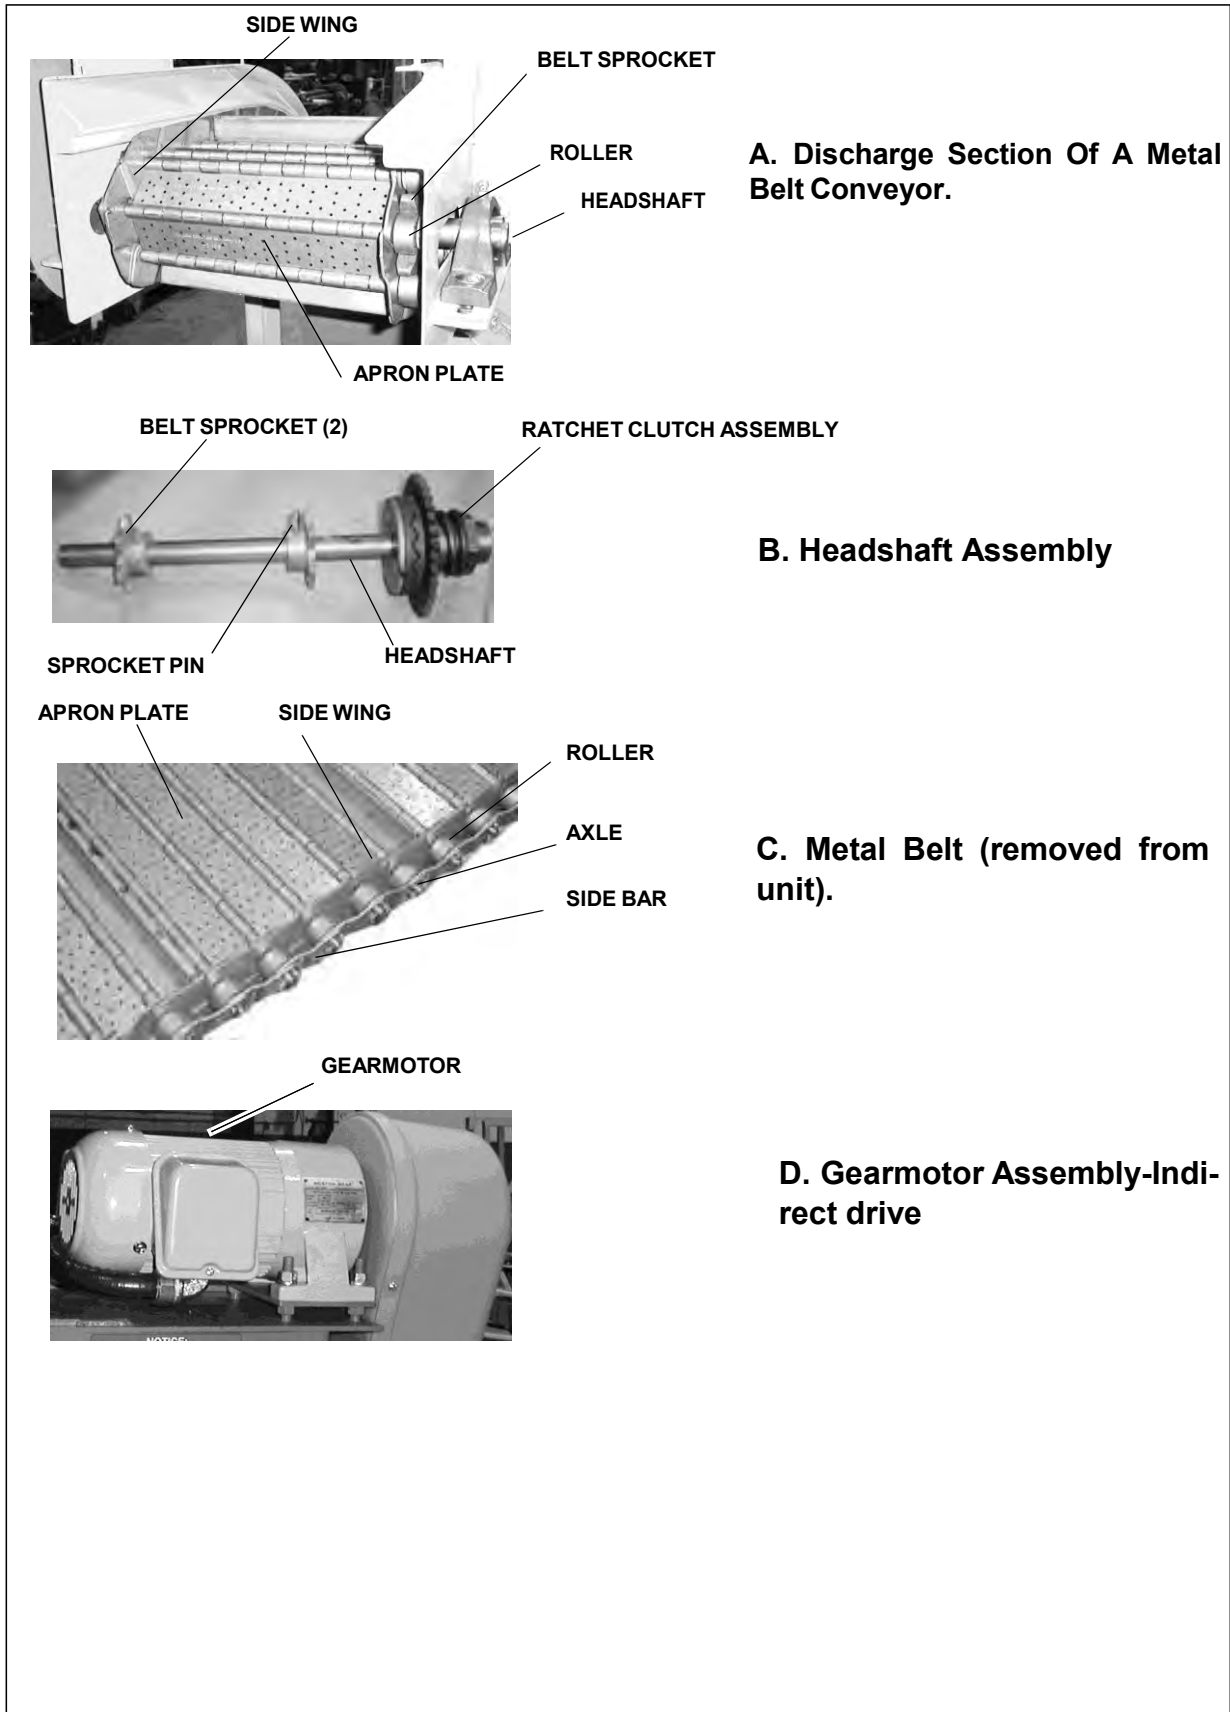 SIDE WING
BELT SPROCKET
ROLLER
HEADSHAFT
APRON PLATE
A. Discharge Section Of A Metal
Belt Conveyor.
BELT SPROCKET (2)
RATCHET CLUTCH ASSEMBLY
SPROCKET PIN
HEADSHAFT
B. Headshaft Assembly
APRON PLATE
SIDE WING
ROLLER
AXLE
SIDE BAR
C. Metal Belt (removed from
unit).
GEARMOTOR
NOTICE:
D. Gearmotor Assembly-Indi-
rect drive